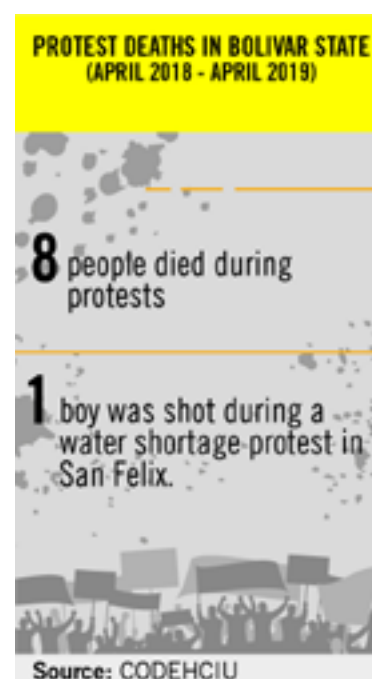 PROTEST DEATHS IN BOLIVAR STATE
(APRIL 2018 - APRIL 2019)
8 people died during
protests
1 boy was shot during a
water shortage protest in
San Felix.
Source: CODEHCIU